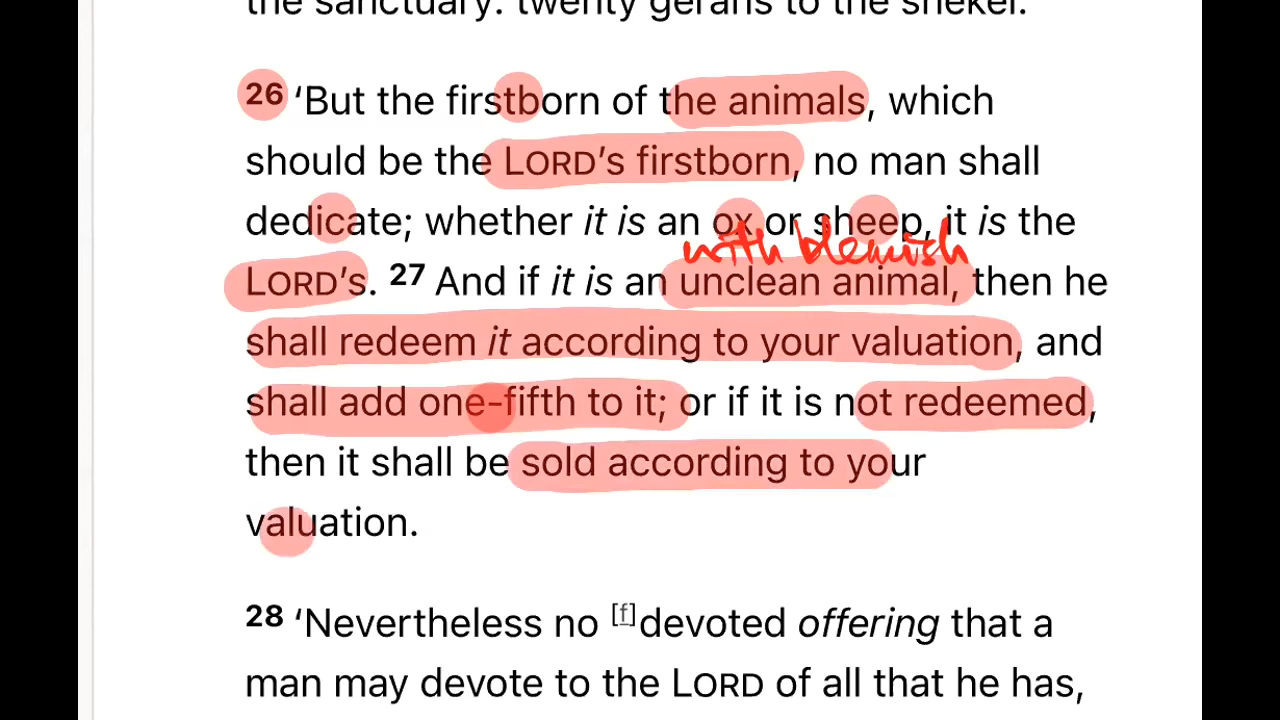 the sanctuary: twenty gerahs to the shekel.
26 ‘But the firstborn of the animals, which
should be the LORD’s firstborn, no man shall
dedicate; whether it is an ox or sheep, it is the
with blemish
LORD’s. 27 And if it is an unclean animal, then he
shall redeem it according to your valuation, and
shall add one-fifth to it; or if it is not redeemed,
then it shall be sold according to your
valuation.
28 ‘Nevertheless no [f]devoted offering that a
man may devote to the LORD of all that he has,